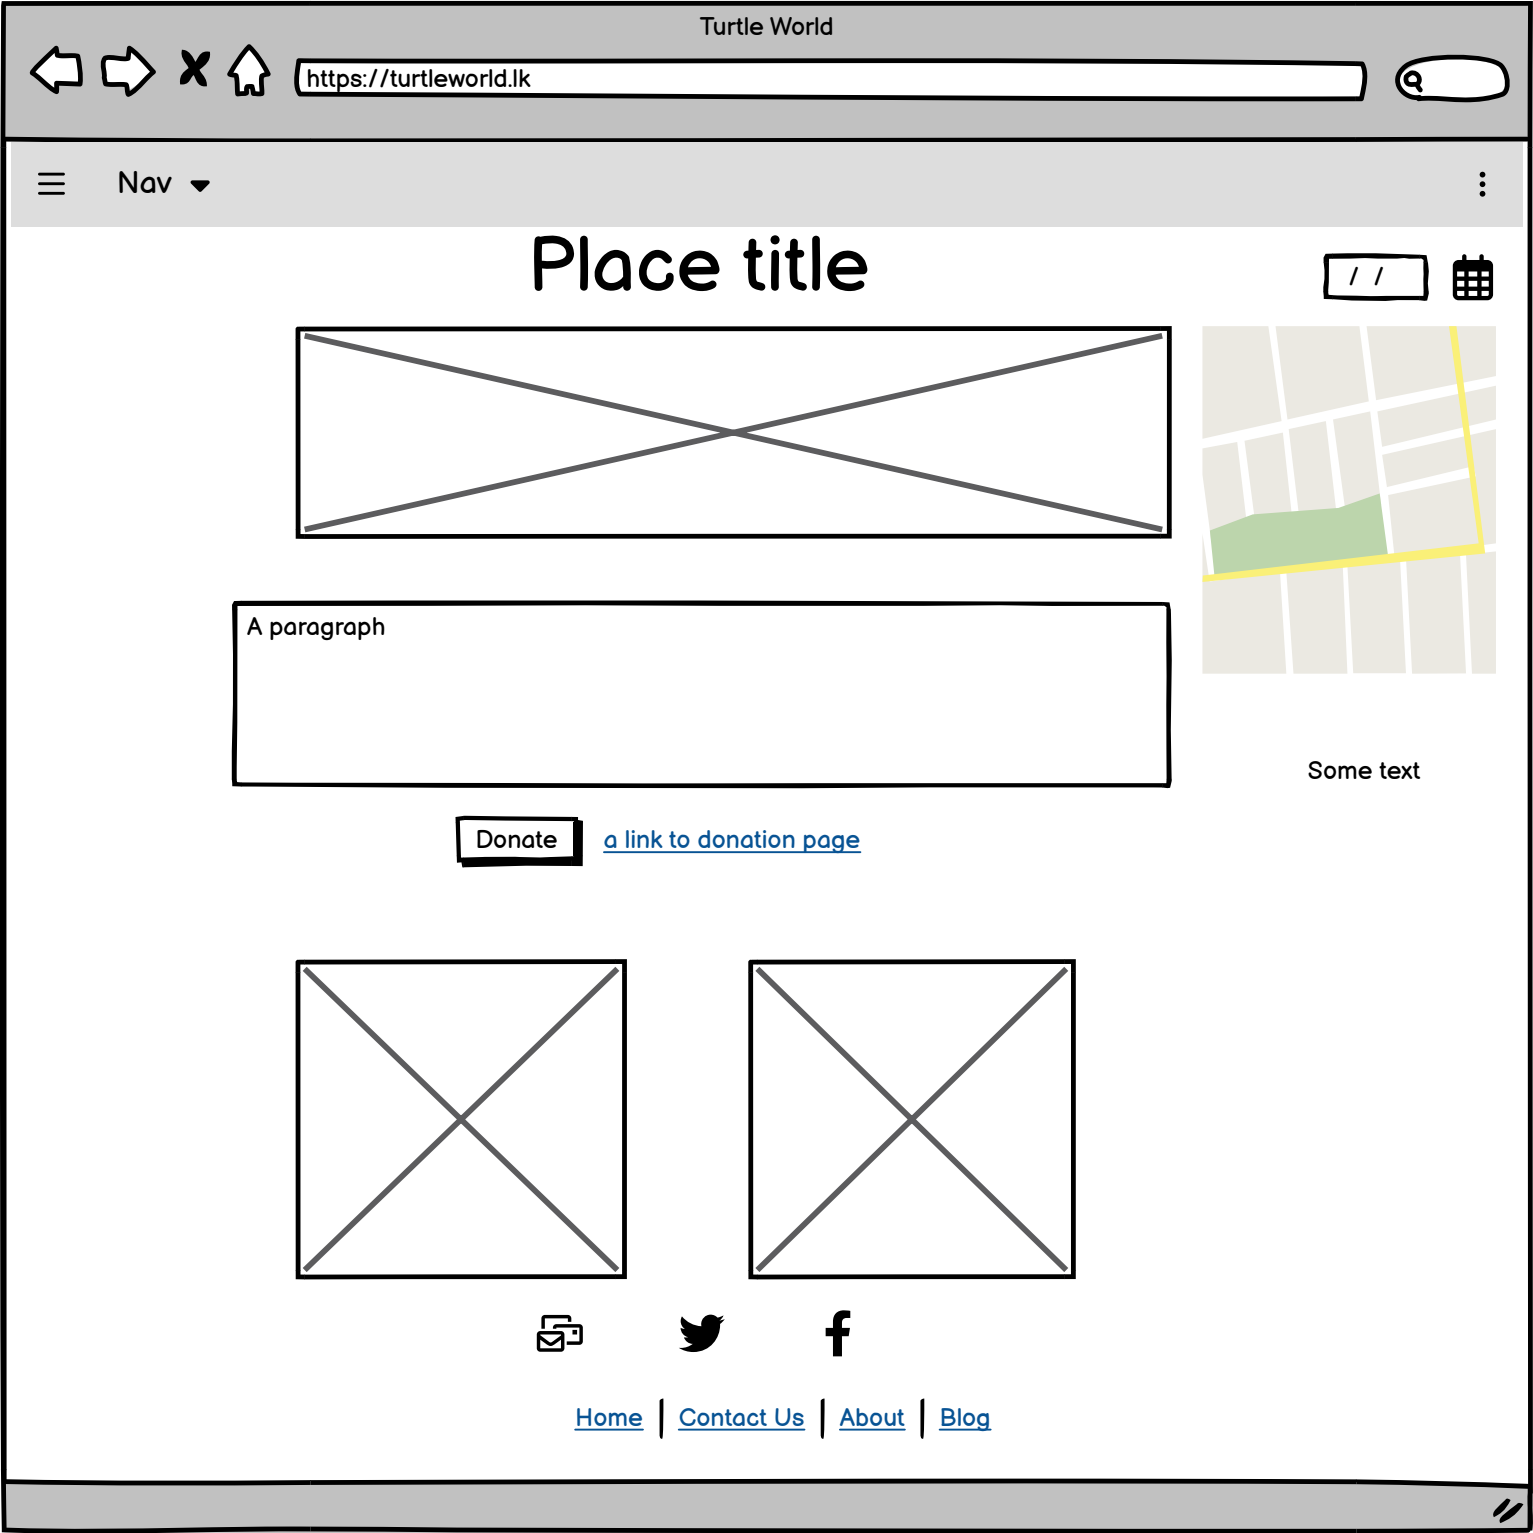 Turtle World
https://turtleworld.lk
Nav
Place title
/ /
A paragraph
Some text
Donate
a link to donation page
Home | Contact Us | About | Blog